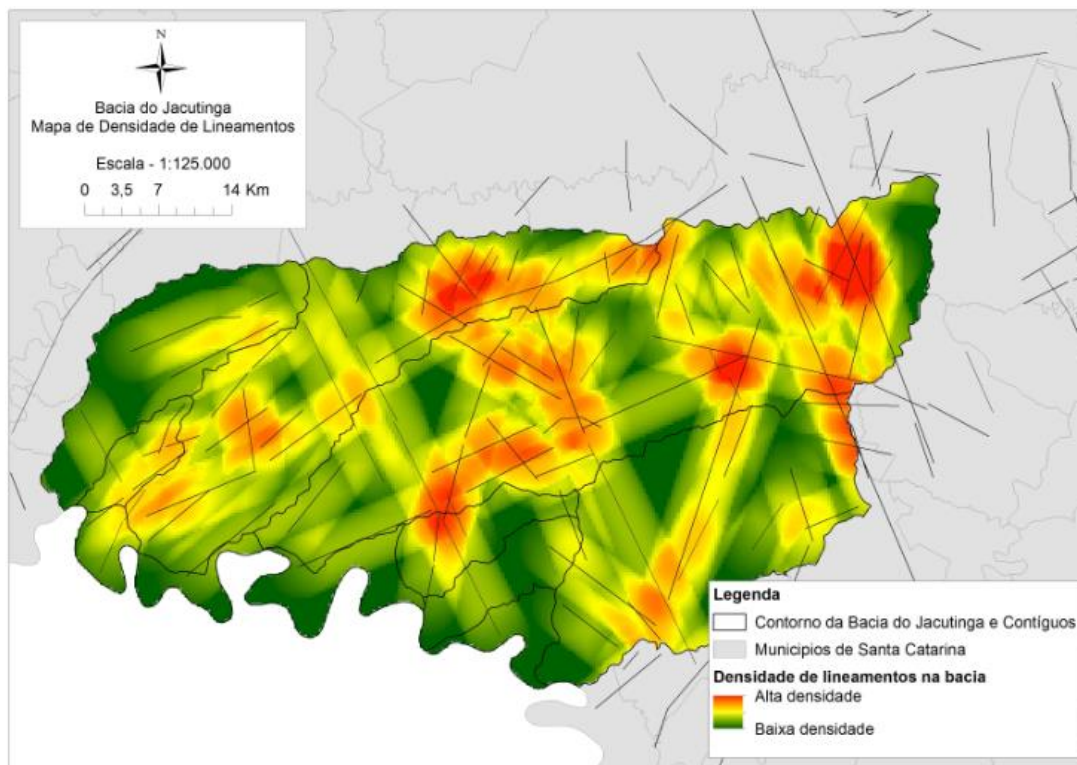 N
Bacia do Jacutinga
Mapa de Densidade de Lineamentos
Escala - 1:125.000
0 3,5 7 14 Km
Legenda
Contorno da Bacia do Jacutinga e Contíguos
Municipios de Santa Catarina
Densidade de lineamentos na bacia
Alta densidade
Baixa densidade